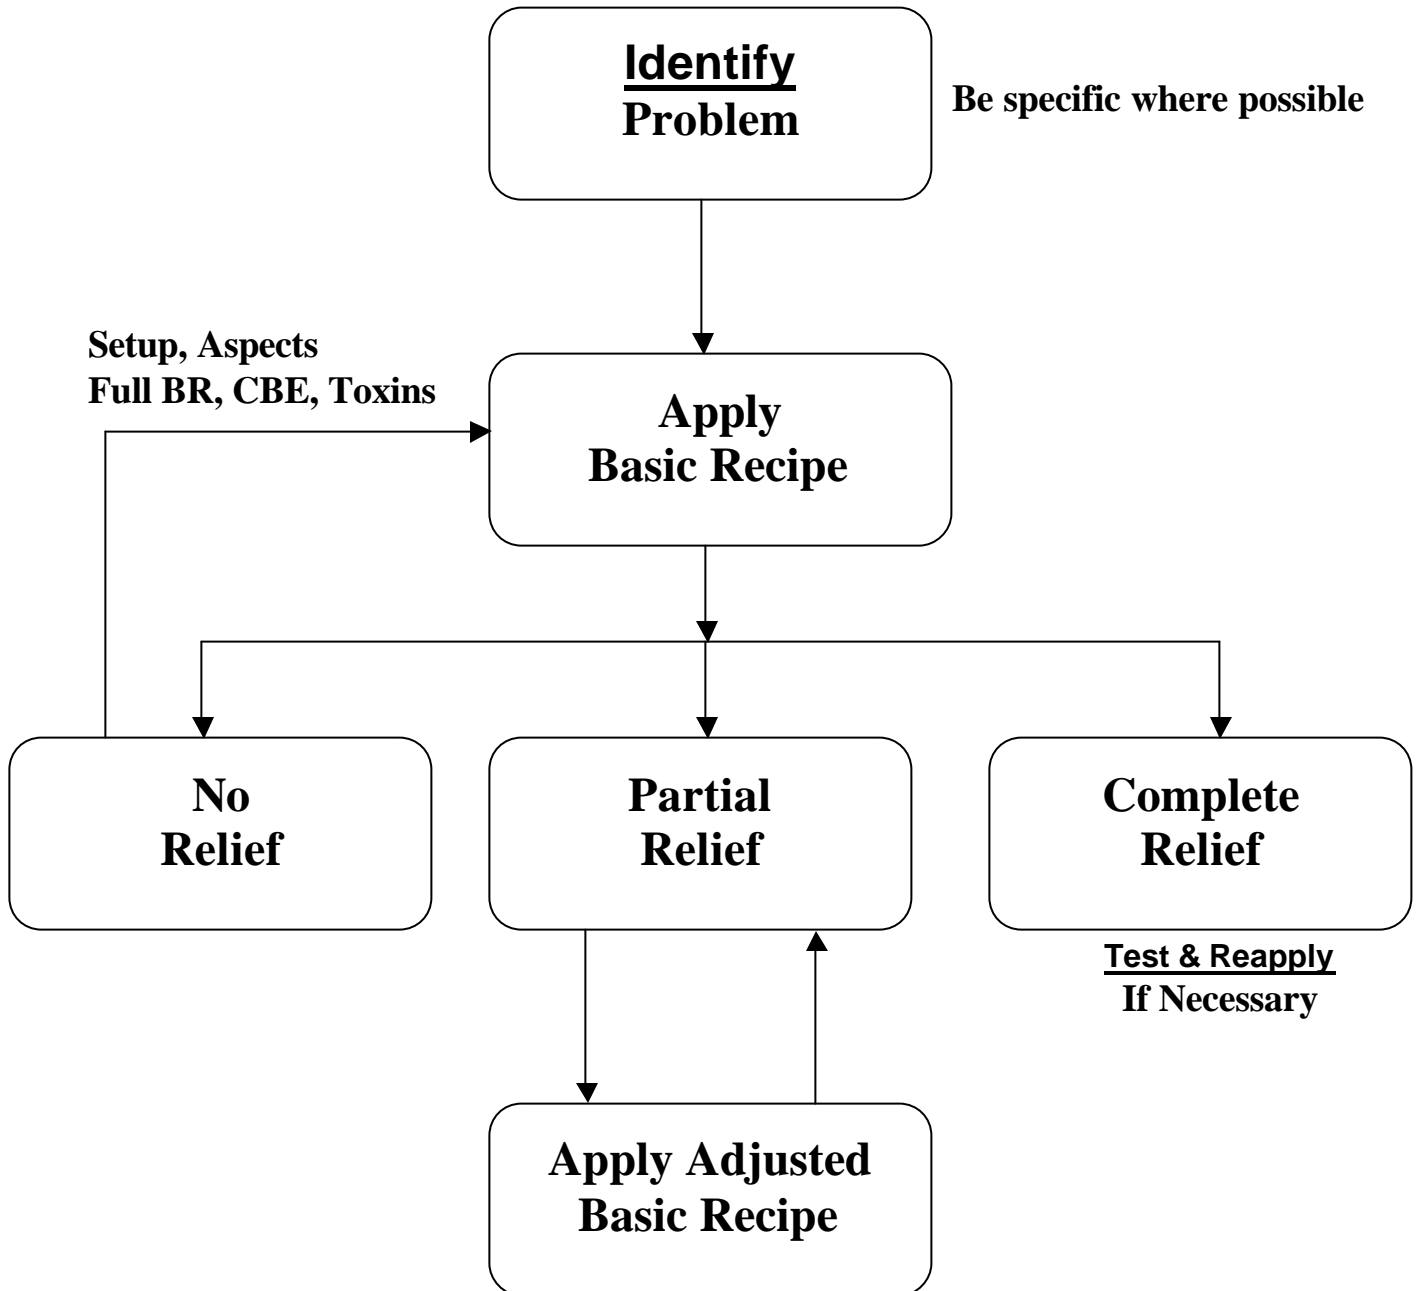 Identify
Problem
Be specific where possible
Setup, Aspects
Full BR, CBE, Toxins
Apply
Basic Recipe
No
Relief
Partial
Relief
Complete
Relief
Test & Reapply
If Necessary
Apply Adjusted
Basic Recipe